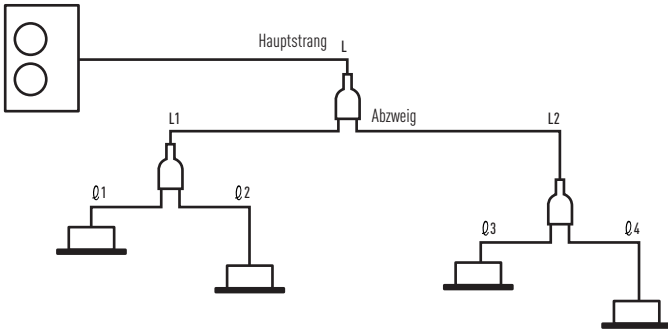 Hauptstrang L
Abzweig
L1
L2
ℓ1
ℓ2
ℓ3
ℓ4